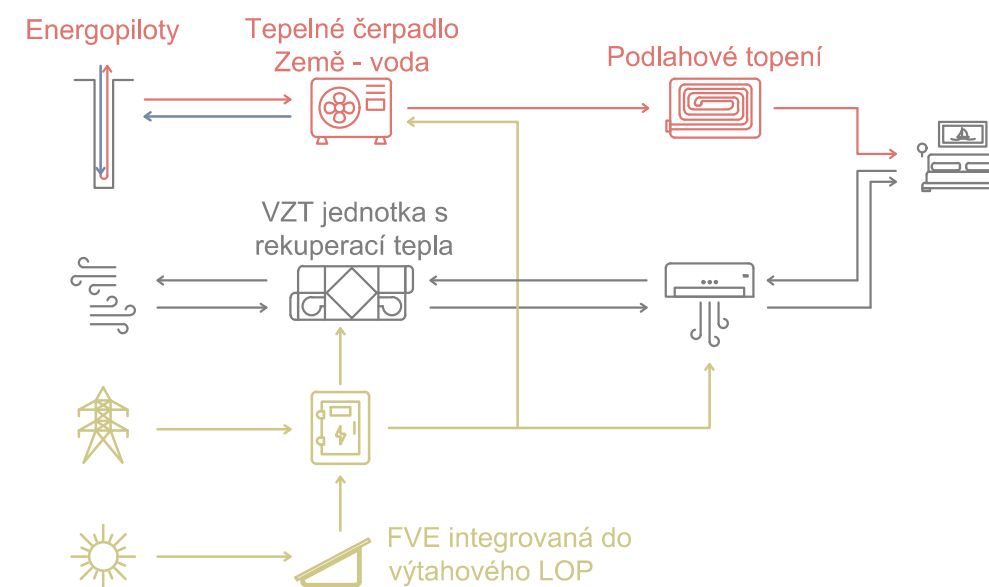 Energopiloty
Tepelné čerpadlo
Země - voda
Podlahové topení
VZT jednotka s
rekuperací tepla
FVE integrovaná do
výtahového LOP